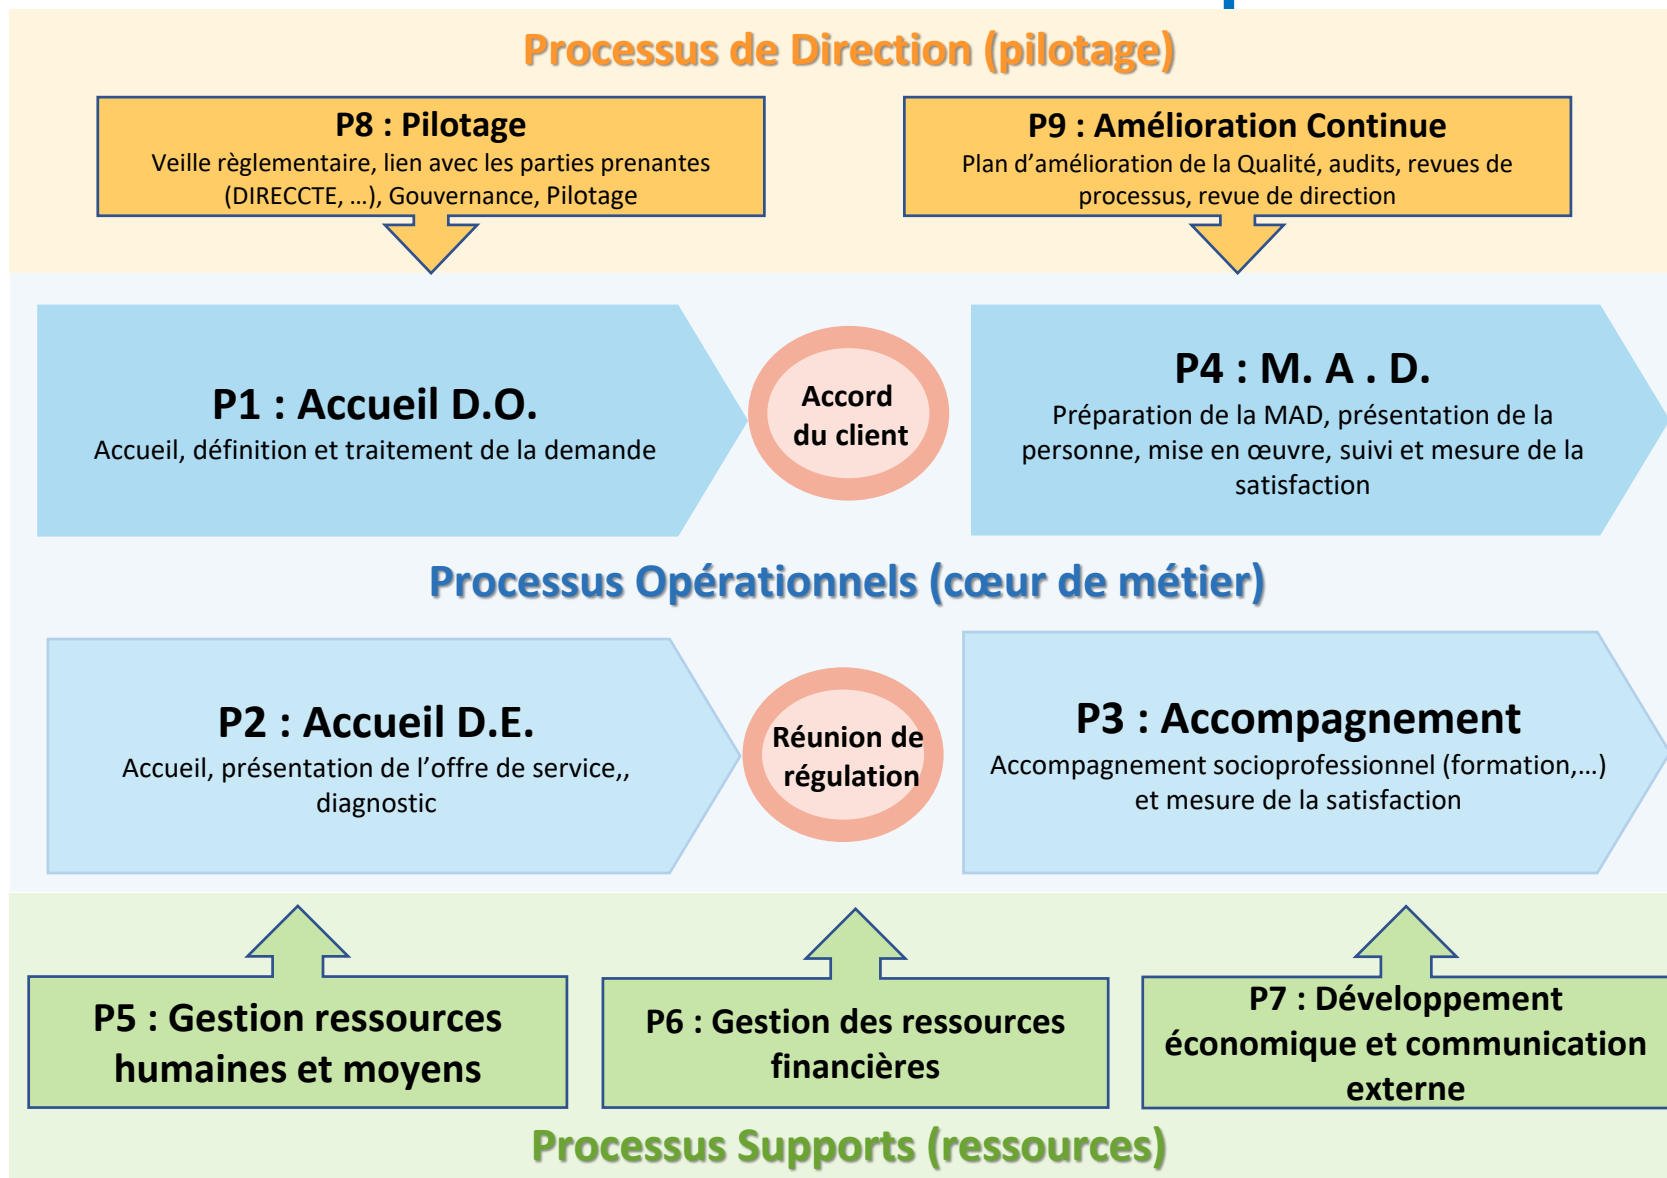 Processus de Direction (pilotage)
P8 : Pilotage
Veille règlementaire, lien avec les parties prenantes
(DIRECCTE, …), Gouvernance, Pilotage
P9 : Amélioration Continue
Plan d’amélioration de la Qualité, audits, revues de
processus, revue de direction
P1 : Accueil D.O.
Accueil, définition et traitement de la demande
Accord
du client
P4 : M. A . D.
Préparation de la MAD, présentation de la
personne, mise en œuvre, suivi et mesure de la
satisfaction
Processus Opérationnels (cœur de métier)
P2 : Accueil D.E.
Accueil, présentation de l’offre de service,,
diagnostic
Réunion de
régulation
P3 : Accompagnement
Accompagnement socioprofessionnel (formation,…)
et mesure de la satisfaction
P5 : Gestion ressources
humaines et moyens
P6 : Gestion des ressources
financières
P7 : Développement
économique et communication
externe
Processus Supports (ressources)